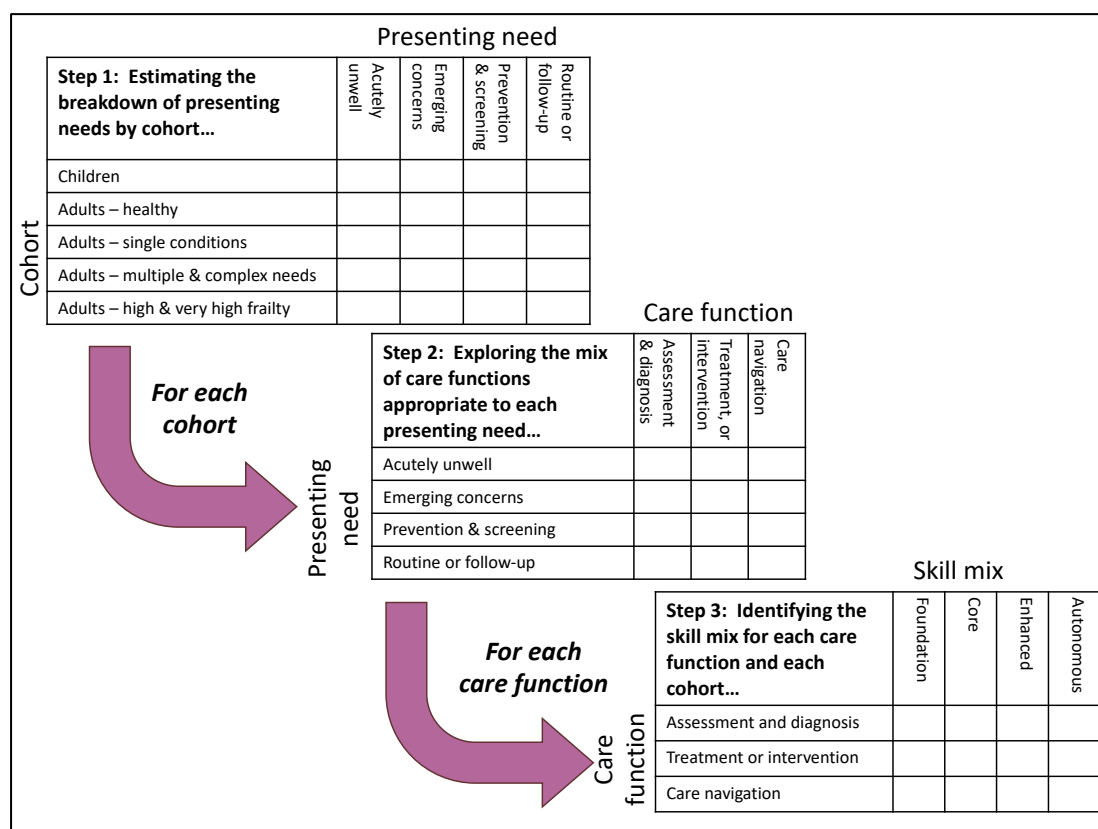 Presenting need
Step 1:  Estimating the
breakdown of presenting
needs by cohort…
Acutely
unwell
Emerging
concerns
Prevention
& screening
Routine or
follow-up
Cohort
Children
Adults – healthy
Adults – single conditions
Adults – multiple & complex needs
Adults – high & very high frailty
For each
cohort
Care function
Step 2:  Exploring the mix
of care functions
appropriate to each
presenting need…
Assessment
& diagnosis
Treatment, or
intervention
Care
navigation
Presenting
need
Acutely unwell
Emerging concerns
Prevention & screening
Routine or follow-up
For each
care function
Skill mix
Step 3:  Identifying the
skill mix for each care
function and each
cohort…
Foundation
Core
Enhanced
Autonomous
Care
function
Assessment and diagnosis
Treatment or intervention
Care navigation